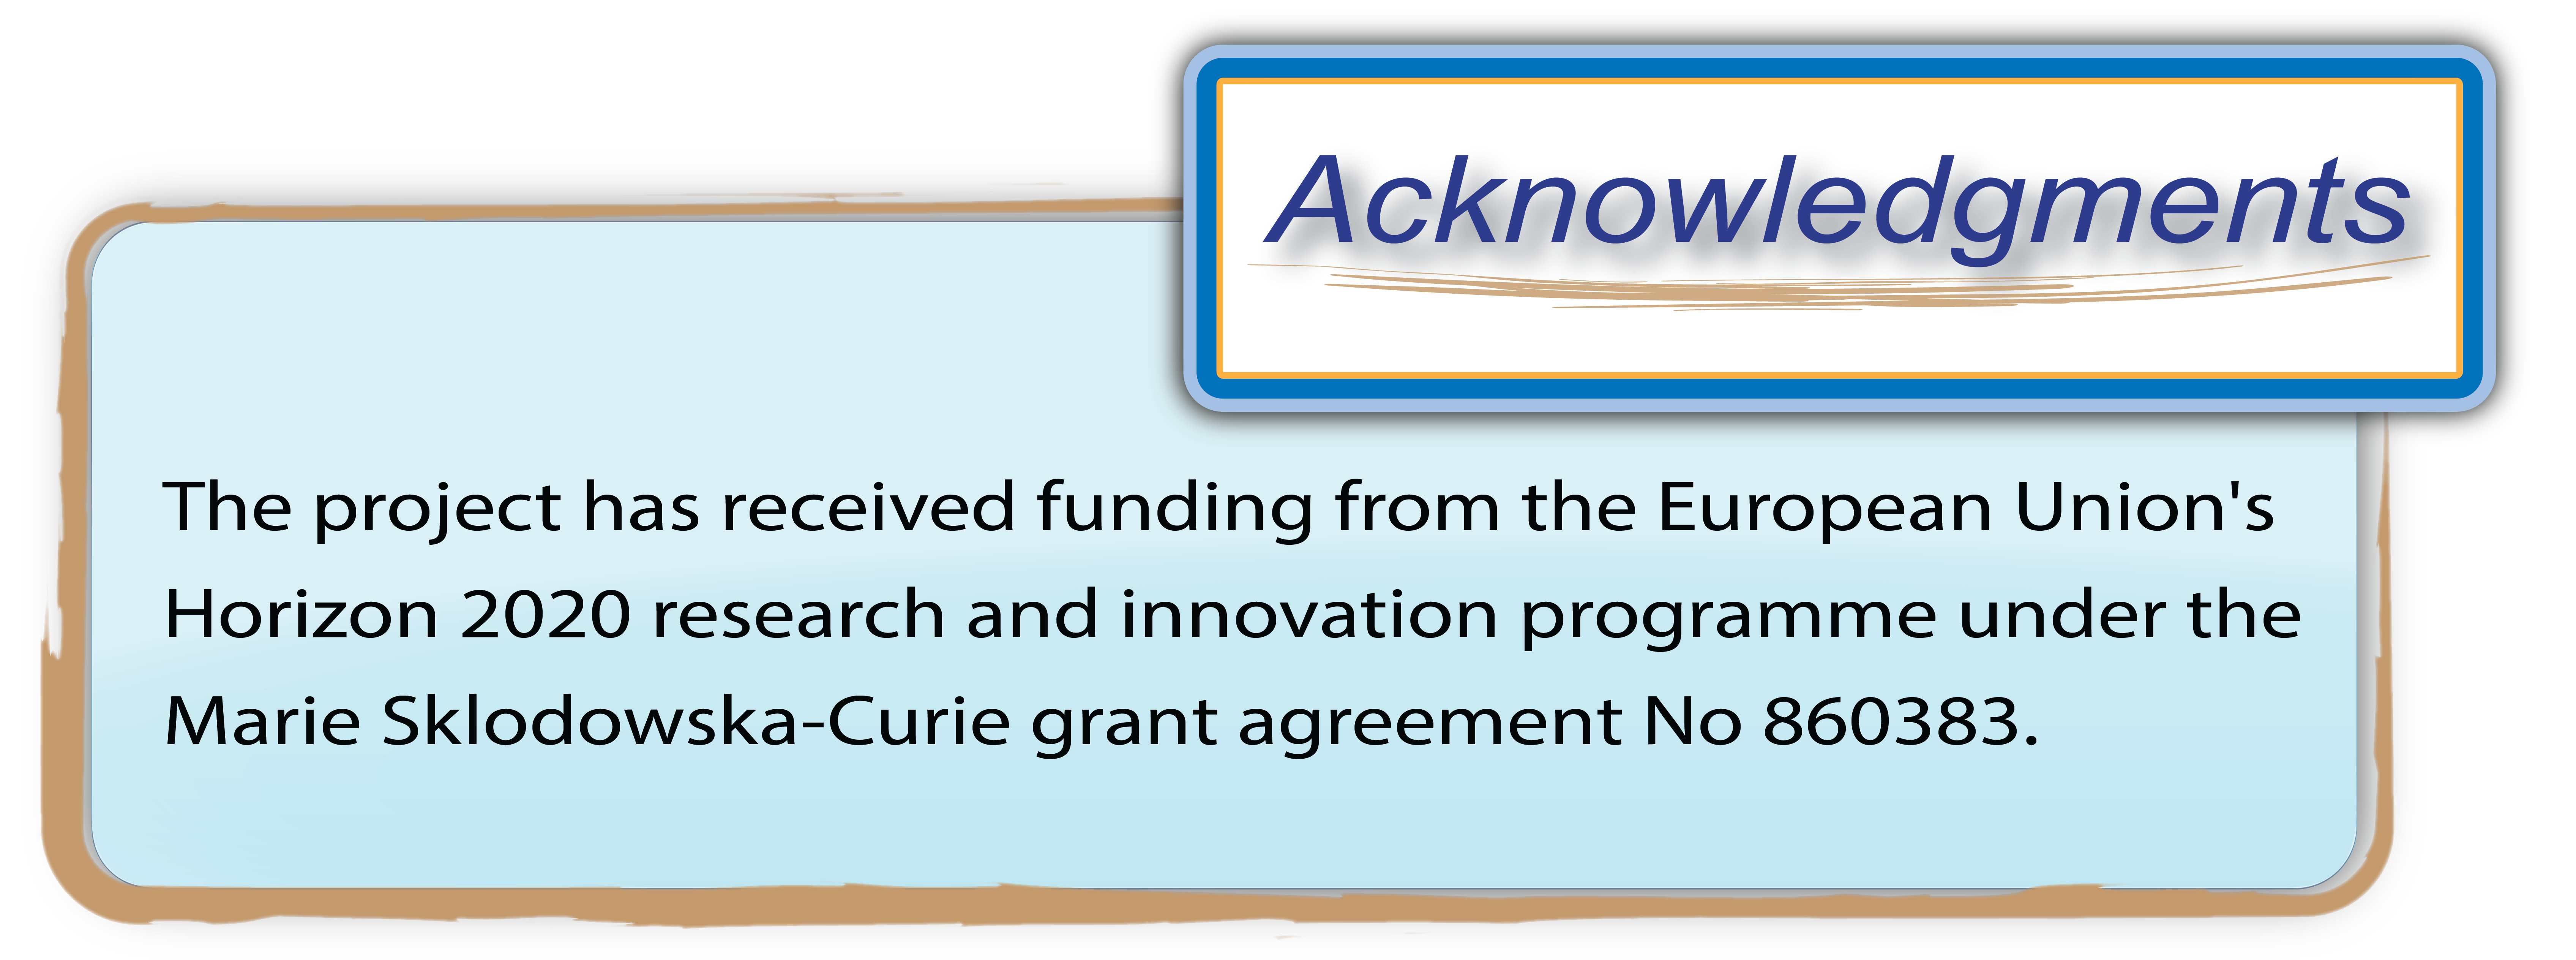 Acknowledgments
The project has received funding from the European Union's
Horizon 2020 research and innovation programme under the
Marie Sklodowska-Curie grant agreement No 860383.